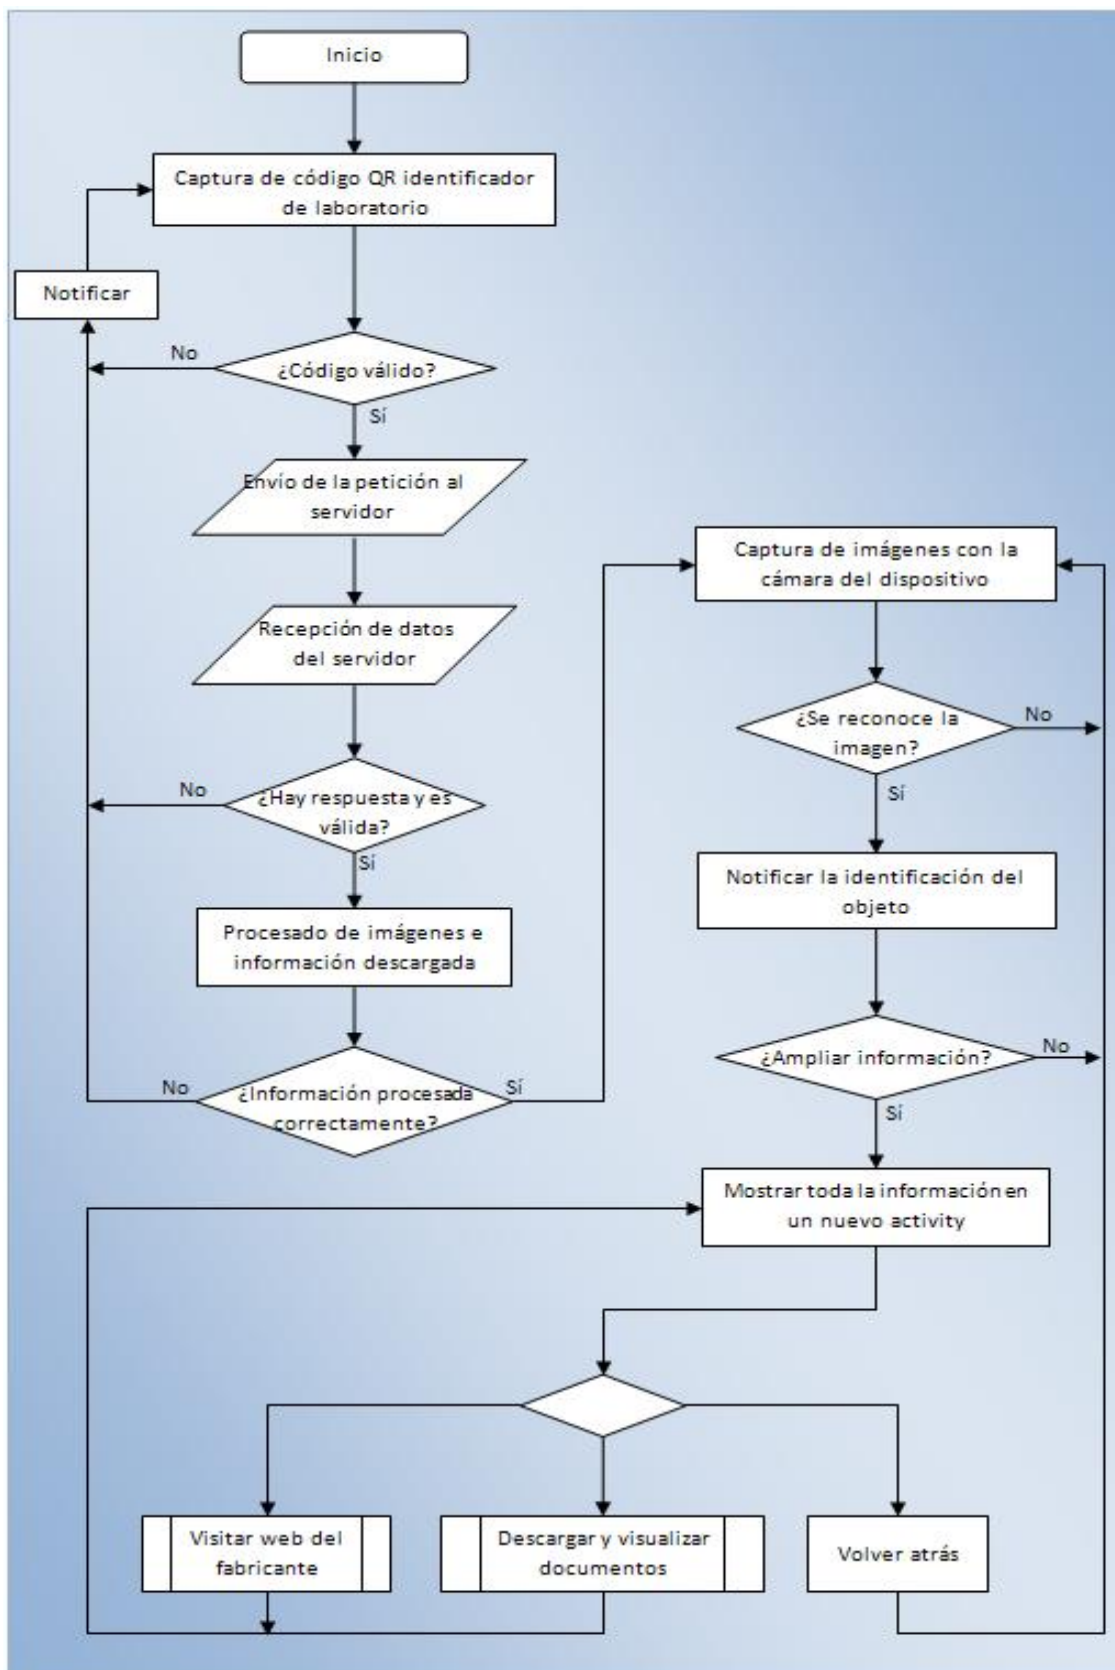 Inicio
Captura de código QR identificador
de laboratorio
Notificar
No
¿Código válido?
Sí
Envío de la petición al
servidor
Recepción de datos
del servidor
No
¿Hay respuesta y es
válida?
Sí
Procesado de imágenes e
información descargada
No
¿Información procesada
correctamente?
Sí
Captura de imágenes con la
cámara del dispositivo
¿Se reconoce la
imagen?
No
Sí
Notificar la identificación del
objeto
¿Ampliar información?
No
Sí
Mostrar toda la información en
un nuevo activity
Visitar web del
fabricante
Descargar y visualizar
documentos
Volver atrás